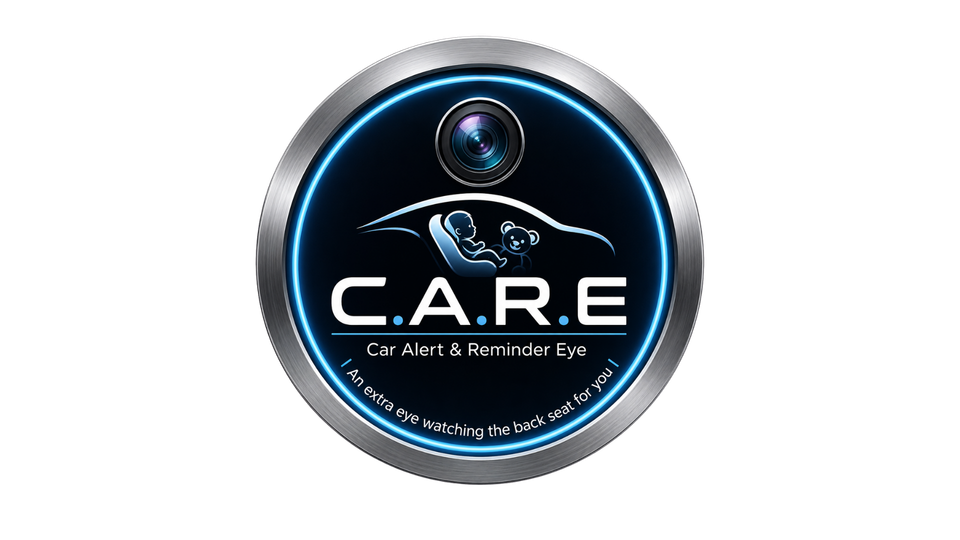 C.A.R.E
Car Alert & Reminder Eye
An extra eye watching the back seat for you